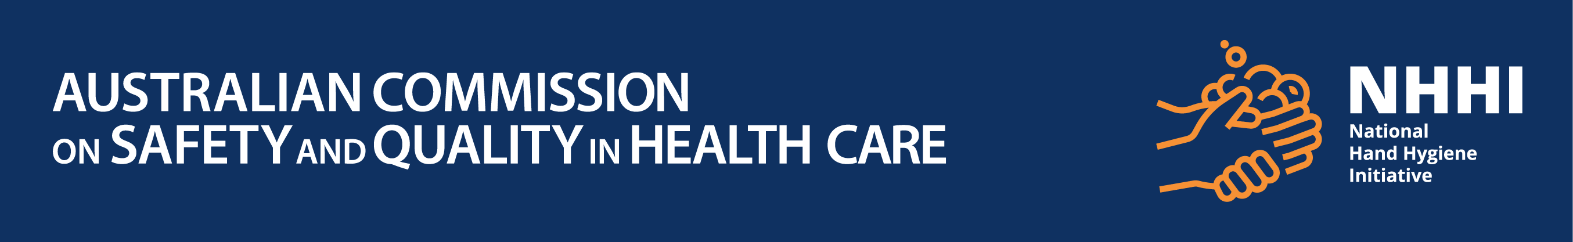 AUSTRALIAN COMMISSION
ON SAFETY AND QUALITY IN HEALTH CARE
NHHI
National
Hand Hygiene
Initiative